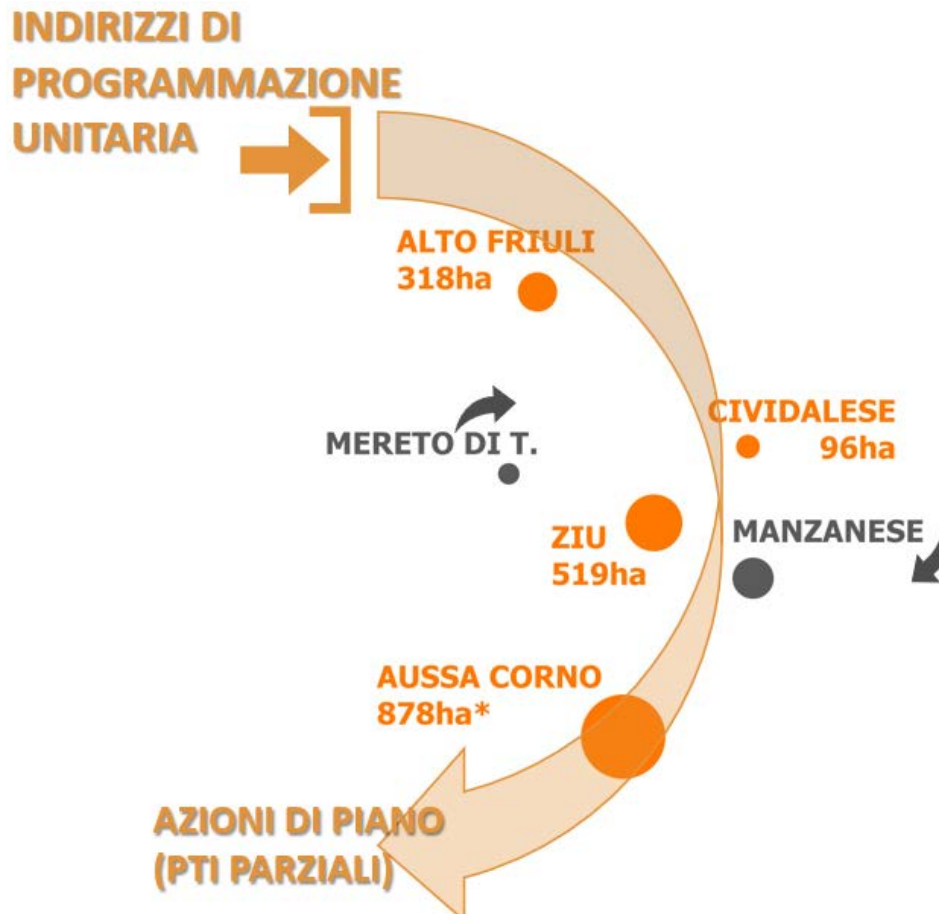 INDIRIZZI DI
PROGRAMMAZIONE
UNITARIA
ALTO FRIULI
318ha
MERETO DI T.
CIVIDALESE
96ha
ZIU
519ha
MANZANESE
AUSSA CORNO
878ha*
AZIONI DI PIANO
(PTI PARZIALI)